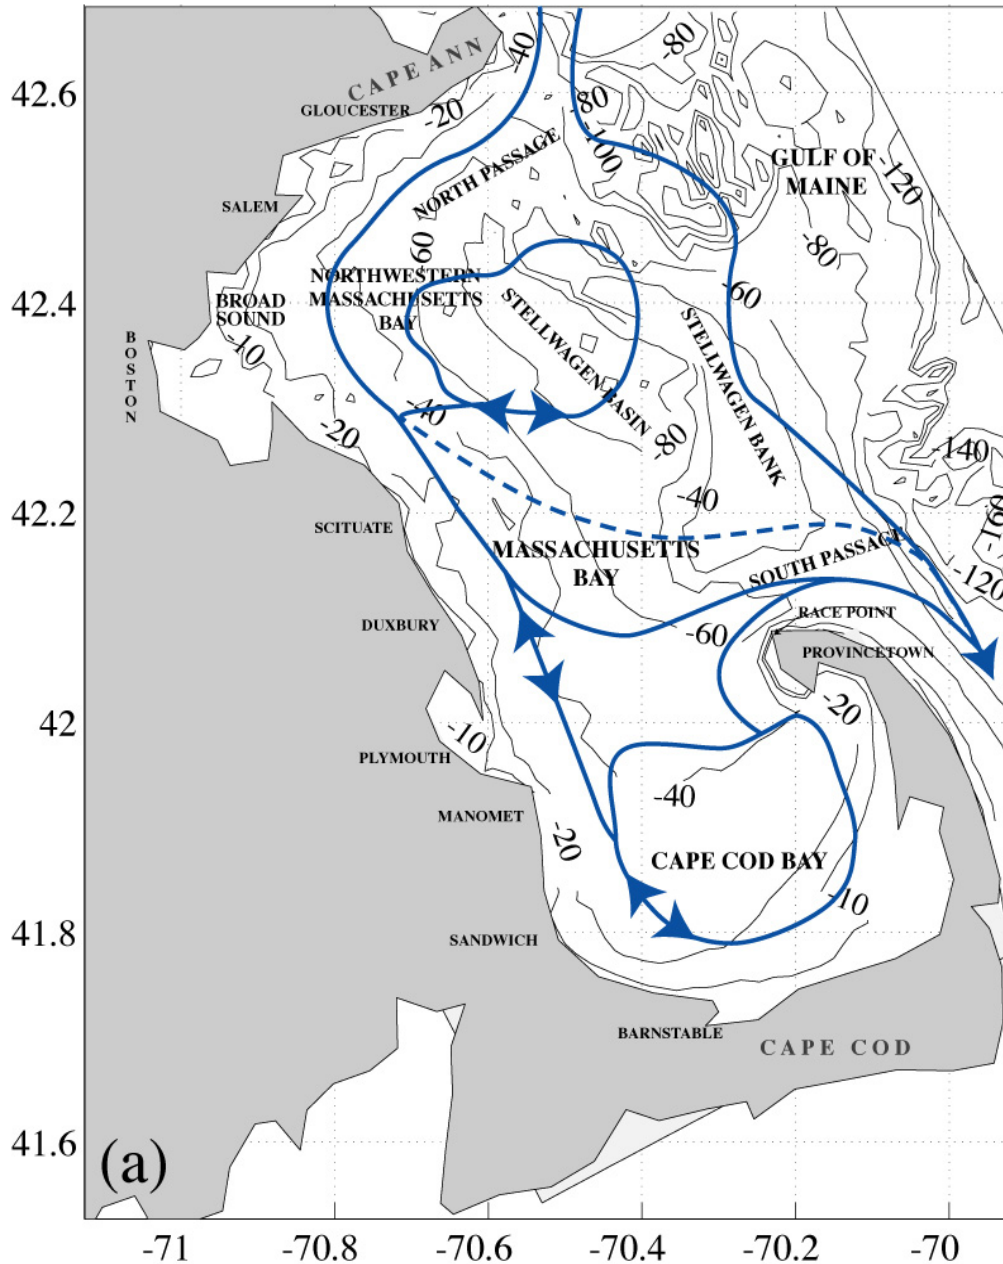 42.6
42.4
42.2
42
41.8
41.6
-71
-70.8
-70.6
-70.4
-70.2
-70
(a)
CAPE ANN
GLOUCESTER
SALEM
BROAD
SOUND
BOSTON
SCITUATE
DUXBURY
PLYMOUTH
MANOMET
SANDWICH
BARNSTABLE
CAPE COD
NORTH PASSAGE
NORTHWESTERN
MASSACHUSETTS
BAY
STELLWAGEN BASIN
STELLWAGEN BANK
GULF OF
MAINE
MASSACHUSETTS
BAY
SOUTH PASSAGE
RACE POINT
PROVINCETOWN
CAPE COD BAY
-40
-80
-20
-80
-100
-120
-60
-80
-60
-10
-40
-20
-80
-140
-40
-160
-120
-60
-20
-10
-40
-20
-10